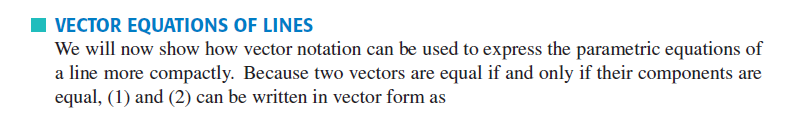 VECTOR EQUATIONS OF LINES
We will now show how vector notation can be used to express the parametric equations of
a line more compactly. Because two vectors are equal if and only if their components are
equal, (1) and (2) can be written in vector form as